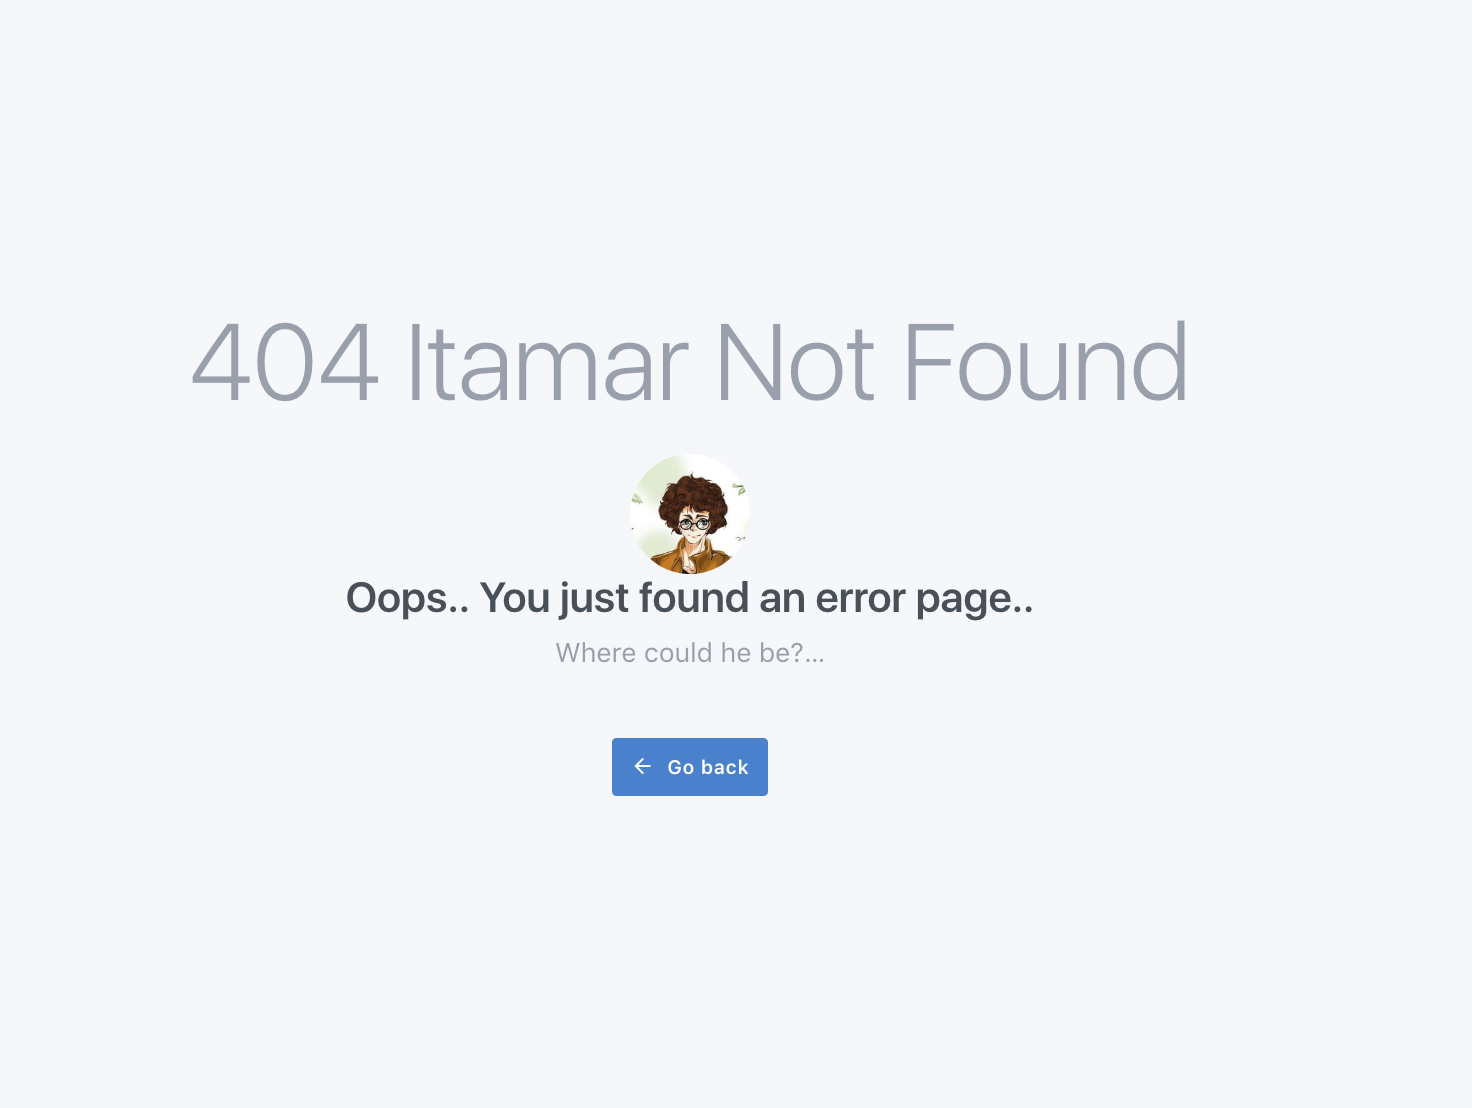 404 Itamar Not Found
Oops.. You just found an error page..
Where could he be?...
Go back